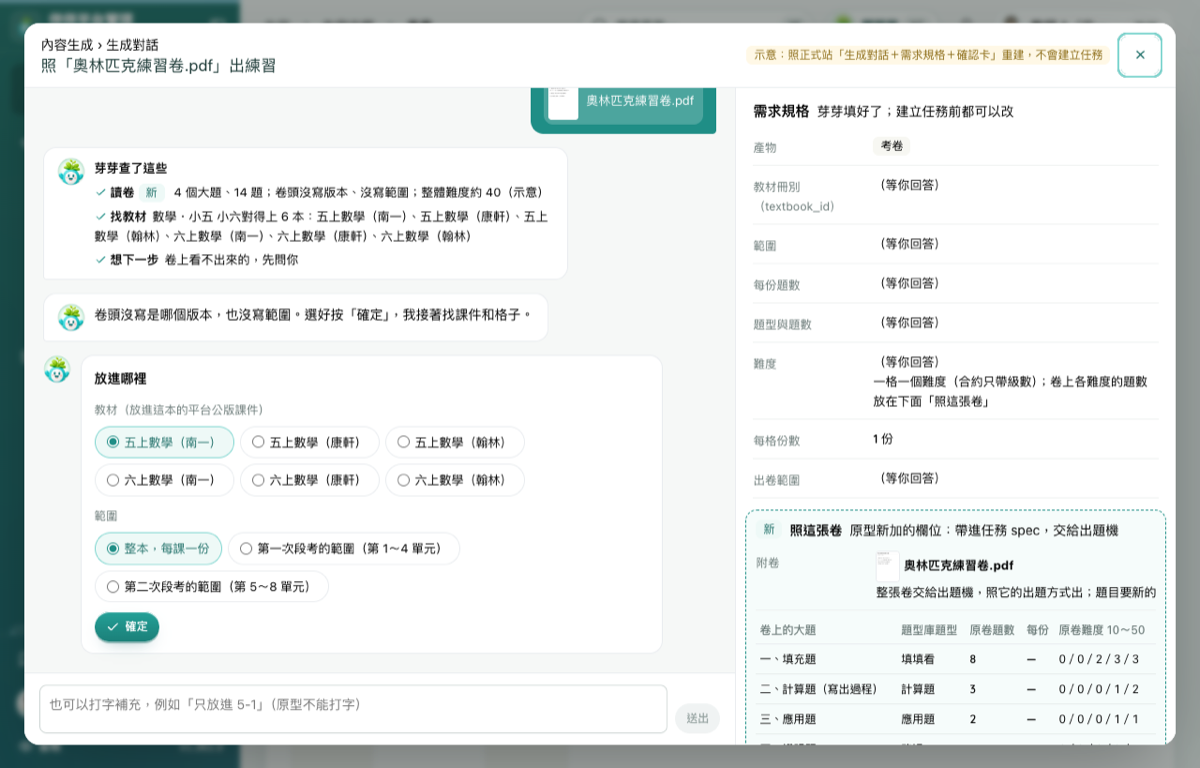 內容生成 › 生成對話
照「奧林匹克練習卷.pdf」出練習
示意：照正式站「生成對話＋需求規格＋確認卡」重建，不會建立任務
×
奧林匹克練習卷.pdf
芽芽查了這些
✓ 讀卷 新 4 個大題、14 題；卷頭沒寫版本、沒寫範圍；整體難度約 40（示意）
✓ 找教材 數學．小五 小六對得上 6 本：五上數學（南一）、五上數學（康軒）、五上
數學（翰林）、六上數學（南一）、六上數學（康軒）、六上數學（翰林）
✓ 想下一步 卷上看不出來的，先問你
卷頭沒寫是哪個版本，也沒寫範圍。選好按「確定」，我接著找課件和格子。
放進哪裡
教材（放進這本的平台公版課件）
五上數學（南一） 五上數學（康軒） 五上數學（翰林）
六上數學（南一） 六上數學（康軒） 六上數學（翰林）
範圍
整本，每課一份 第一次段考的範圍（第 1～4 單元）
第二次段考的範圍（第 5～8 單元）
✓ 確定
也可以打字補充，例如「只放進 5-1」（原型不能打字）
送出
需求規格 芽芽填好了；建立任務前都可以改
產物 考卷
教材冊別 （等你回答）
（textbook_id）
範圍 （等你回答）
每份題數 （等你回答）
題型與題數 （等你回答）
難度 （等你回答）
一格一個難度（合約只帶級數）；卷上各難度的題數
放在下面「照這張卷」
每格份數 1 份
出卷範圍 （等你回答）
新 照這張卷 原型新加的欄位：帶進任務 spec，交給出題機
附卷 奧林匹克練習卷.pdf
整張卷交給出題機，照它的出題方式出；題目要新的
卷上的大題 題型庫題型 原卷題數 每份 原卷難度 10～50
一、填充題 填填看 8 – 0 / 0 / 2 / 3 / 3
二、計算題（寫出過程） 計算題 3 – 0 / 0 / 0 / 1 / 2
三、應用題 應用題 2 – 0 / 0 / 0 / 1 / 1